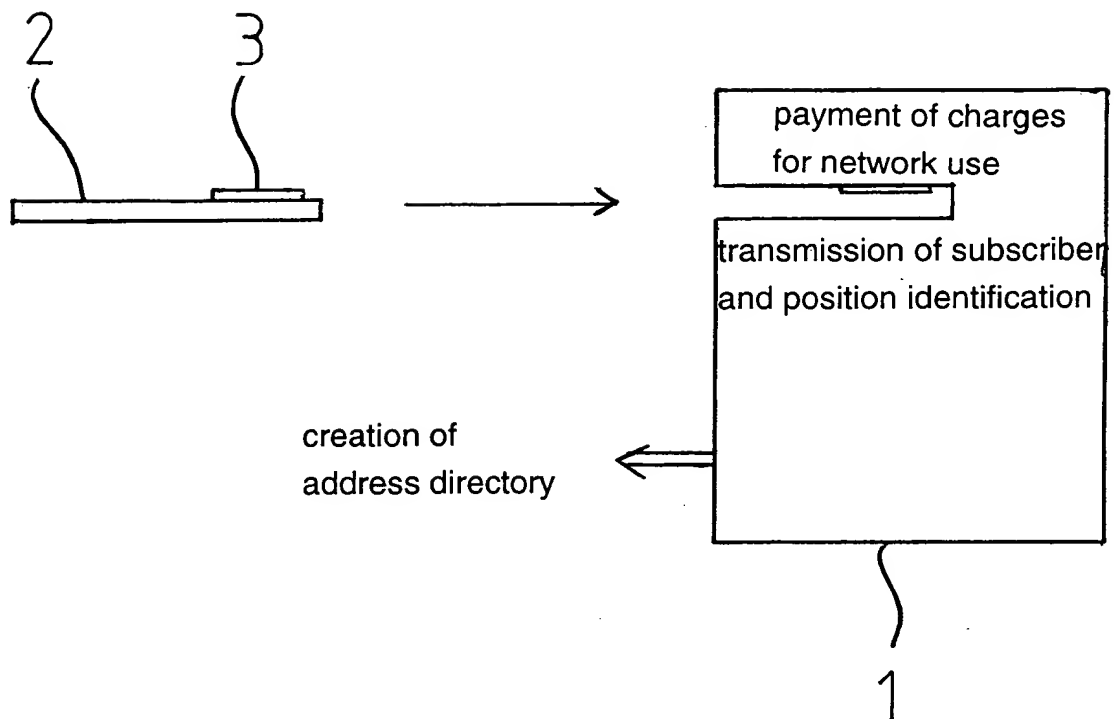 2
3
payment of charges
for network use
transmission of subscriber
and position identification
creation of
address directory
1